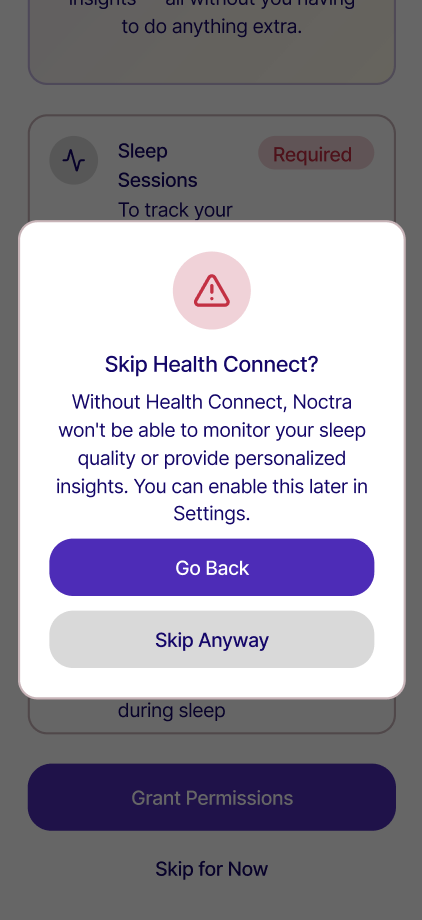 insights — all without you having
to do anything extra.
Sleep
Sessions
Required
To track your
Skip Health Connect?
Without Health Connect, Noctra
won't be able to monitor your sleep
quality or provide personalized
insights. You can enable this later in
Settings.
Go Back
Skip Anyway
during sleep
Grant Permissions
Skip for Now